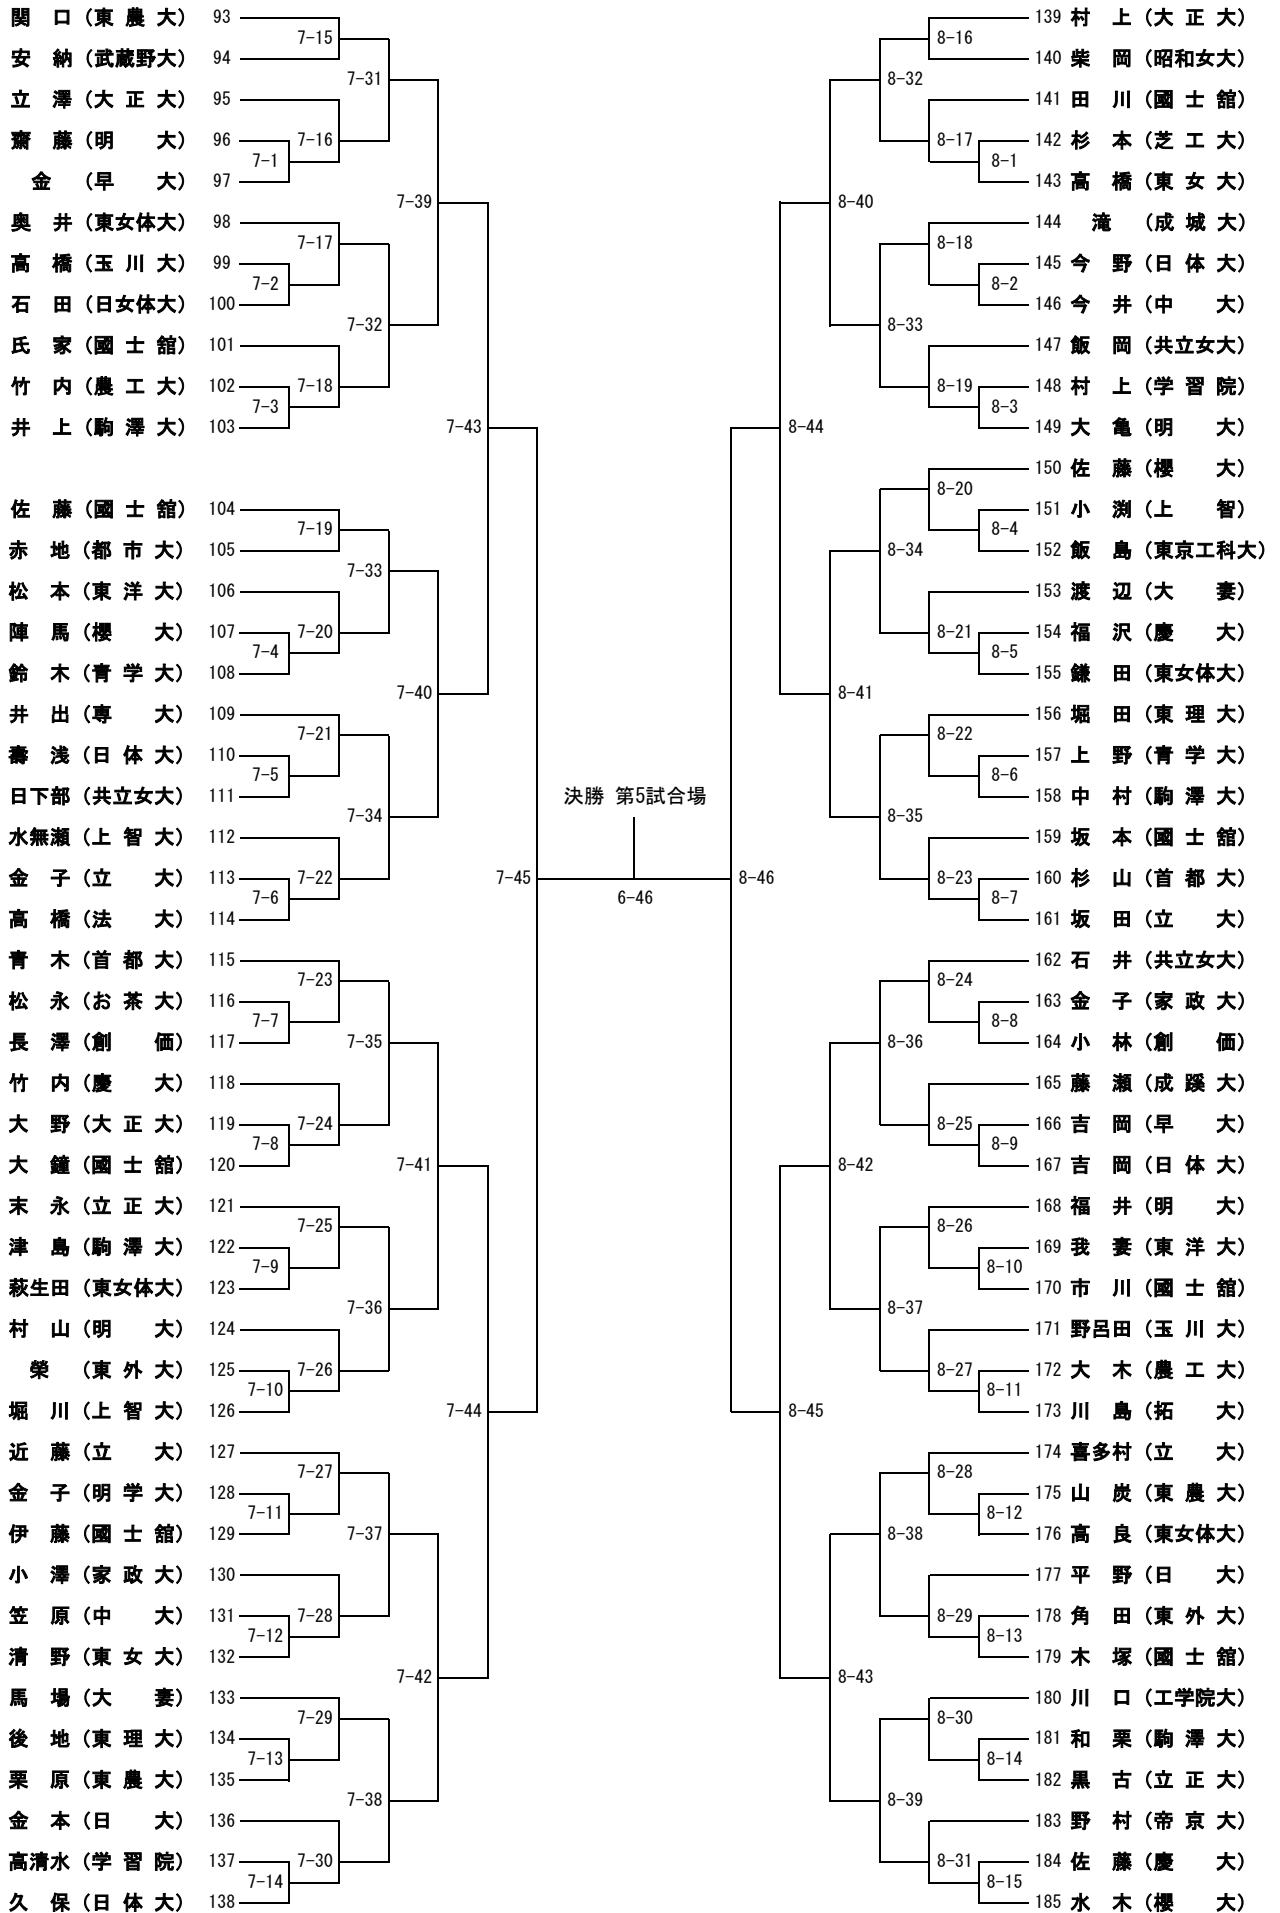 関 口（東 農 大） 93
7-15
安 納（武蔵野大） 94
7-31
立 澤（大 正 大） 95
齋 藤（明 大） 96
7-16
7-1
金 （早 大） 97
7-39
奥 井（東女体大） 98
7-17
高 橋（玉 川 大） 99
7-2
石 田（日女体大） 100
7-32
氏 家（國 士 舘） 101
竹 内（農 工 大） 102
7-18
7-3
井 上（駒 澤 大） 103
7-43
佐 藤（國 士 舘） 104
7-19
赤 地（都 市 大） 105
7-33
松 本（東 洋 大） 106
陣 馬（櫻 大） 107
7-20
7-4
鈴 木（青 学 大） 108
7-40
井 出（専 大） 109
7-21
壽 浅（日 体 大） 110
7-5
日下部（共立女大） 111
7-34
水無瀬（上 智 大） 112
金 子（立 大） 113
7-22
7-45
7-6
高 橋（法 大） 114
青 木（首 都 大） 115
7-23
松 永（お 茶 大） 116
7-7
長 澤（創 価） 117
7-35
竹 内（慶 大） 118
大 野（大 正 大） 119
7-24
7-8
大 鐘（國 士 舘） 120
7-41
末 永（立 正 大） 121
7-25
津 島（駒 澤 大） 122
7-9
萩生田（東女体大） 123
7-36
村 山（明 大） 124
榮 （東 外 大） 125
7-26
7-10
堀 川（上 智 大） 126
7-44
近 藤（立 大） 127
7-27
金 子（明 学 大） 128
7-11
伊 藤（國 士 舘） 129
7-37
小 澤（家 政 大） 130
笠 原（中 大） 131
7-28
7-12
清 野（東 女 大） 132
7-42
馬 場（大 妻） 133
7-29
後 地（東 理 大） 134
7-13
栗 原（東 農 大） 135
7-38
金 本（日 大） 136
高清水（学 習 院） 137
7-30
7-14
久 保（日 体 大） 138
決勝 第5試合場
6-46
139 村 上（大 正 大）
8-16
140 柴 岡（昭和女大）
8-32
141 田 川（國 士 舘）
8-17
142 杉 本（芝 工 大）
8-1
143 高 橋（東 女 大）
8-40
144 滝 （成 城 大）
8-18
145 今 野（日 体 大）
8-2
146 今 井（中 大）
8-33
147 飯 岡（共立女大）
8-19
148 村 上（学 習 院）
8-3
149 大 亀（明 大）
8-44
150 佐 藤（櫻 大）
8-20
151 小 渕（上 智）
8-4
152 飯 島（東京工科大）
8-34
153 渡 辺（大 妻）
8-21
154 福 沢（慶 大）
8-5
155 鎌 田（東女体大）
8-41
156 堀 田（東 理 大）
8-22
157 上 野（青 学 大）
8-6
158 中 村（駒 澤 大）
8-35
159 坂 本（國 士 舘）
8-46
8-23
160 杉 山（首 都 大）
8-7
161 坂 田（立 大）
162 石 井（共立女大）
8-24
163 金 子（家 政 大）
8-8
164 小 林（創 価）
8-36
165 藤 瀬（成 蹊 大）
8-25
166 吉 岡（早 大）
8-9
167 吉 岡（日 体 大）
8-42
168 福 井（明 大）
8-26
169 我 妻（東 洋 大）
8-10
170 市 川（國 士 舘）
8-37
171 野呂田（玉 川 大）
8-27
172 大 木（農 工 大）
8-11
173 川 島（拓 大）
8-45
174 喜多村（立 大）
8-28
175 山 炭（東 農 大）
8-12
176 高 良（東女体大）
8-38
177 平 野（日 大）
8-29
178 角 田（東 外 大）
8-13
179 木 塚（國 士 舘）
8-43
180 川 口（工学院大）
8-30
181 和 栗（駒 澤 大）
8-14
182 黒 古（立 正 大）
8-39
183 野 村（帝 京 大）
8-31
184 佐 藤（慶 大）
8-15
185 水 木（櫻 大）